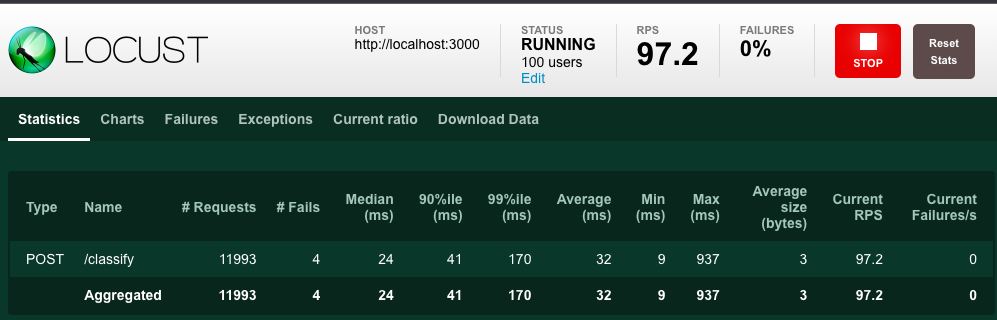 LOCUST
HOST
http://localhost:3000
STATUS
RUNNING
100 users
Edit
RPS
97.2
FAILURES
0%
STOP
Reset
Stats
Statistics Charts Failures Exceptions Current ratio Download Data
Type Name # Requests # Fails Median (ms) 90%ile (ms) 99%ile (ms) Average (ms) Min (ms) Max (ms) Average size (bytes) Current RPS Current Failures/s
POST /classify 11993 4 24 41 170 32 9 937 3 97.2 0
Aggregated 11993 4 24 41 170 32 9 937 3 97.2 0